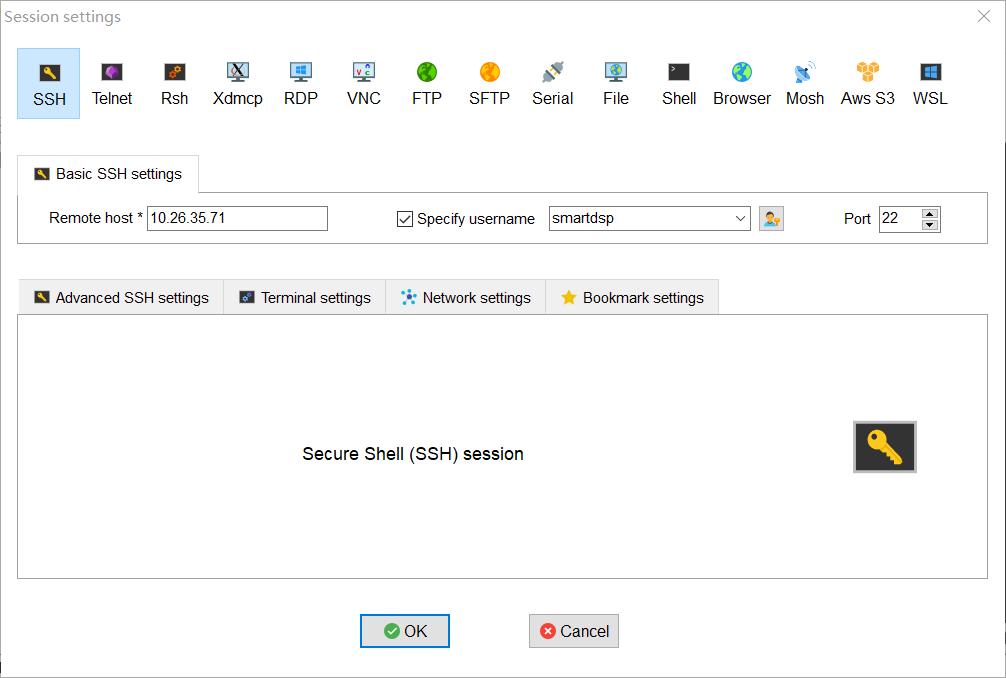 Session settings
SSH Telnet Rsh Xdmcp RDP VNC FTP SFTP Serial File Shell Browser Mosh Aws S3 WSL
Basic SSH settings
Remote host * 10.26.35.71 Specify username smartdsp Port 22
Advanced SSH settings Terminal settings Network settings Bookmark settings
Secure Shell (SSH) session
OK Cancel